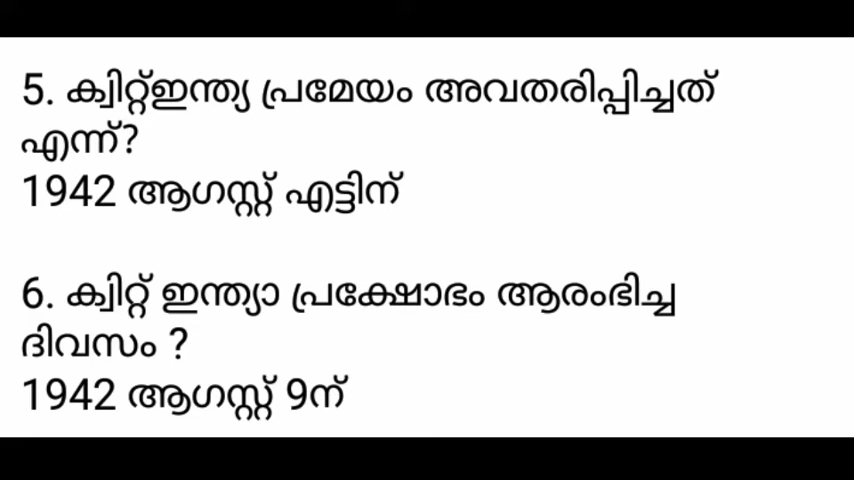 5. ക്വിറ്റ്ഇന്ത്യ പ്രമേയം അവതരിപ്പിച്ചത്
എന്ന്?
1942 ആഗസ്റ്റ് എട്ടിന്
6. ക്വിറ്റ് ഇന്ത്യാ പ്രക്ഷോഭം ആരംഭിച്ച
ദിവസം ?
1942 ആഗസ്റ്റ് 9ന്